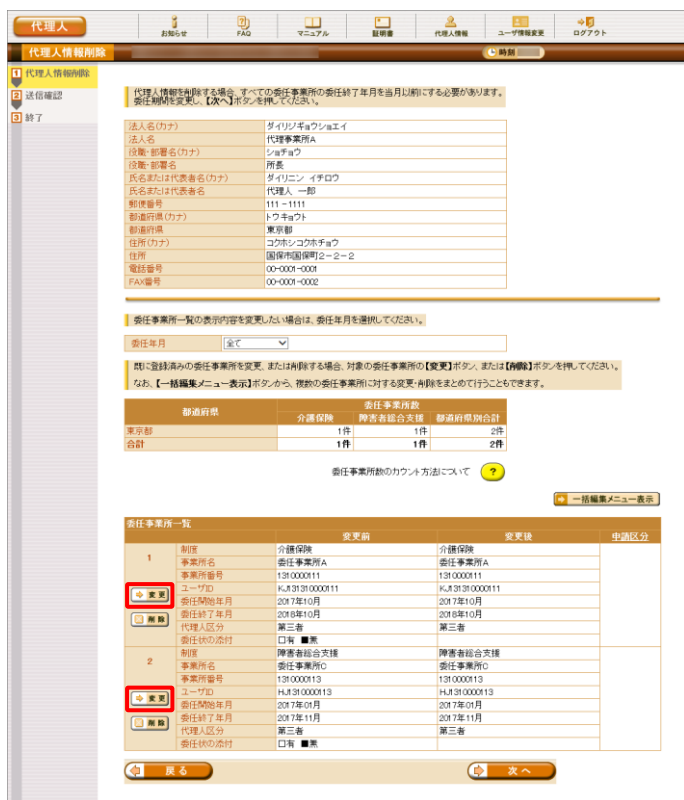 代理人
お知らせ
FAQ
マニュアル
証明書
代理人情報
ユーザ情報変更
ログアウト
代理人情報削除
時刻
1 代理人情報削除
2 送信確認
3 終了
代理人情報を削除する場合、すべての委任事業所の委任終了年月を当月以前にする必要があります。
委任期間を変更し、【次へ】ボタンを押してください。
法人名(カナ) ダイリジギョウショエイ
法人名 代理事業所A
役職・部署名(カナ) ショチョウ
役職・部署名 所長
氏名または代表者名(カナ) ダイリニン イチロウ
氏名または代表者名 代理人 一郎
郵便番号 111-1111
都道府県(カナ) トウキョウト
都道府県 東京都
住所(カナ) コクホシコクホチョウ
住所 国保市国保町2-2-2
電話番号 00-0001-0001
FAX番号 00-0001-0002
委任事業所一覧の表示内容を変更したい場合は、委任年月を選択してください。
委任年月 全て
既に登録済みの委任事業所を変更、または削除する場合、対象の委任事業所の【変更】ボタン、または【削除】ボタンを押してください。
なお、【一括編集メニュー表示】ボタンから、複数の委任事業所に対する変更・削除をまとめて行うこともできます。
都道府県 委任事業所数
介護保険 障害者総合支援 都道府県別合計
東京都 1件 1件 2件
合計 1件 1件 2件
委任事業所数のカウント方法について ?
一括編集メニュー表示
委任事業所一覧
変更前 変更後 申請区分
1
制度 介護保険 介護保険
事業所名 委任事業所A 委任事業所A
事業所番号 1310000111 1310000111
変更
ユーザID KJ131310000111 KJ131310000111
委任開始年月 2017年10月 2017年10月
削除
委任終了年月 2018年10月 2018年10月
代理人区分 第三者 第三者
委任状の添付 □有 ■無
2
制度 障害者総合支援 障害者総合支援
事業所名 委任事業所C 委任事業所C
事業所番号 1310000113 1310000113
変更
ユーザID HJ1310000113 HJ1310000113
委任開始年月 2017年01月 2017年01月
削除
委任終了年月 2017年11月 2017年11月
代理人区分 第三者 第三者
委任状の添付 □有 ■無
戻る
次へ